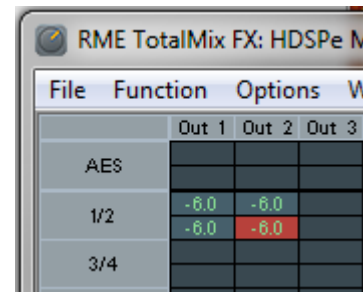 RME TotalMix FX: HDSPe
File Function Options
Out 1 Out 2 Out 3
AES
1/2 -6.0 -6.0
-6.0 -6.0
3/4